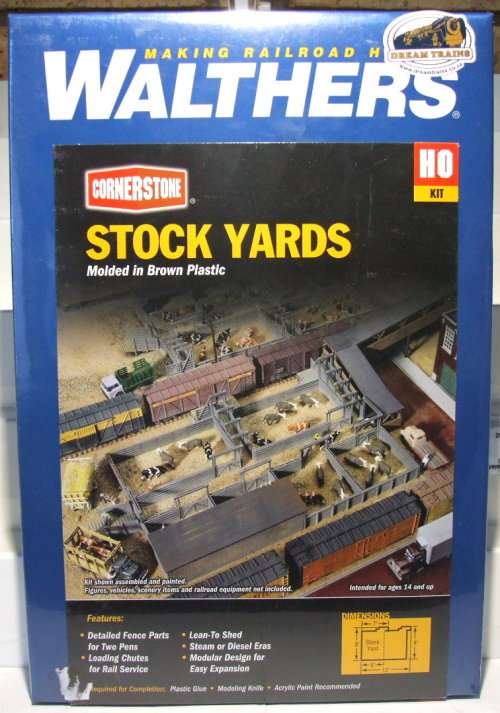 MAKING RAILROAD H
DREAM TRAINS
WALTHERS®
CORNERSTONE®
HO
KIT
STOCK YARDS
Molded in Brown Plastic
Kit shown assembled and painted.
Figures, vehicles, scenery items and railroad equipment not included.
Intended for ages 14 and up
Features:
• Detailed Fence Parts
for Two Pens
• Loading Chutes
for Rail Service
• Lean-To Shed
• Steam or Diesel Eras
• Modular Design for
Easy Expansion
DIMENSIONS
Stock
Yard
Required for Completion: Plastic Glue • Modeling Knife • Acrylic Paint Recommended